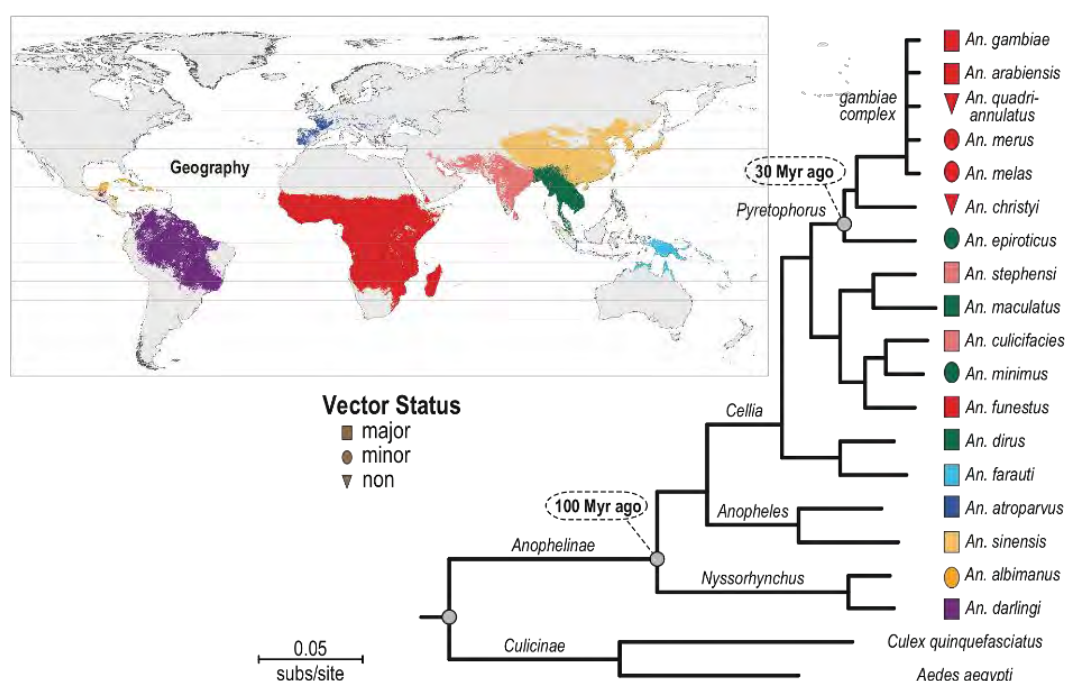 Geography
Vector Status
major
minor
non
gambiae
complex
30 Myr ago
Pyretophorus
Cellia
100 Myr ago
Anopheles
Anophelinae
Nyssorhynchus
Culicinae
0.05
subs/site
An. gambiae
An. arabiensis
An. quadri-
annulatus
An. merus
An. melas
An. christyi
An. epiroticus
An. stephensi
An. maculatus
An. culicifacies
An. minimus
An. funestus
An. dirus
An. farauti
An. atroparvus
An. sinensis
An. albimanus
An. darlingi
Culex quinquefasciatus
Aedes aegypti